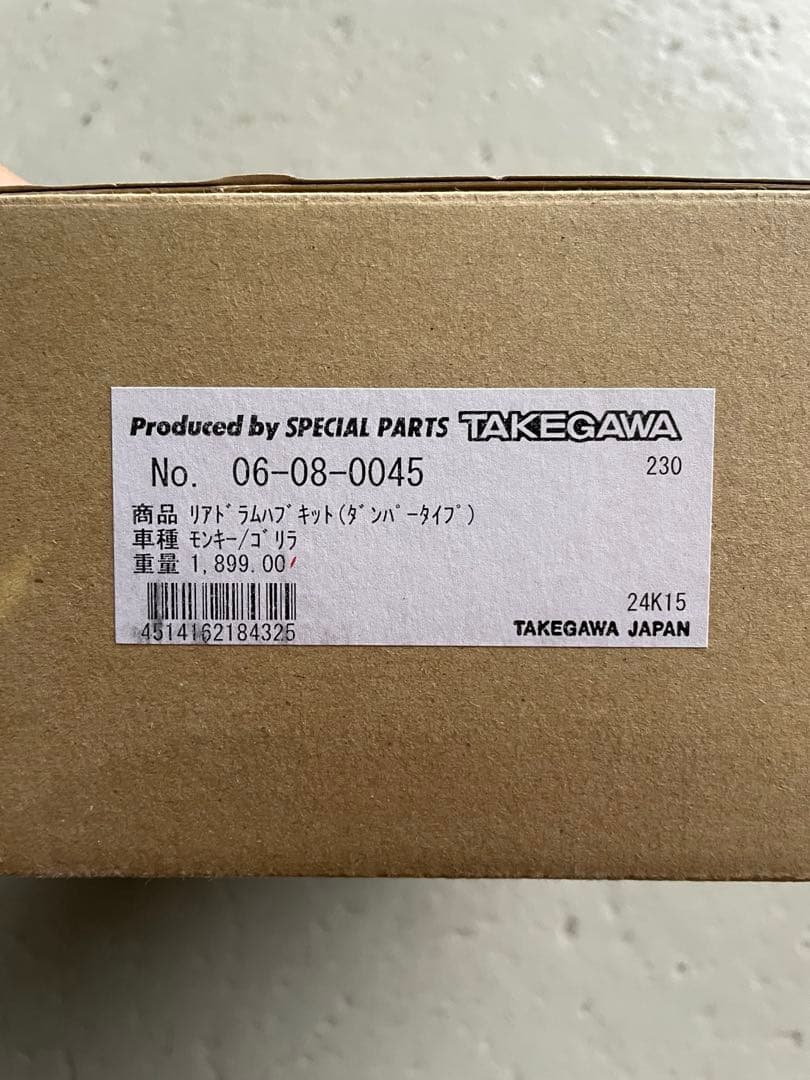 Produced by SPECIAL PARTS TAKEGAWA
No. 06-08-0045 230
商品 ﾘｱﾄﾞﾗﾑﾊﾌﾞｷｯﾄ(ﾀﾞﾝﾊﾟｰﾀｲﾌﾟ)
車種 ﾓﾝｷｰ/ｺﾞﾘﾗ
重量 1,899.00
24K15
4514162184325 TAKEGAWA JAPAN